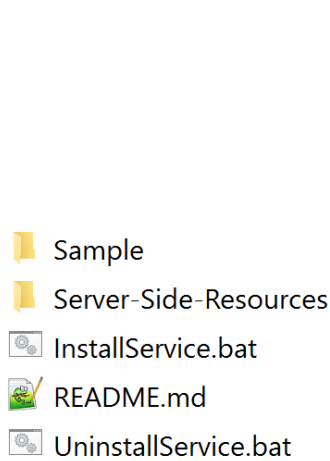 Sample
Server-Side-Resources
InstallService.bat
README.md
UninstallService.bat